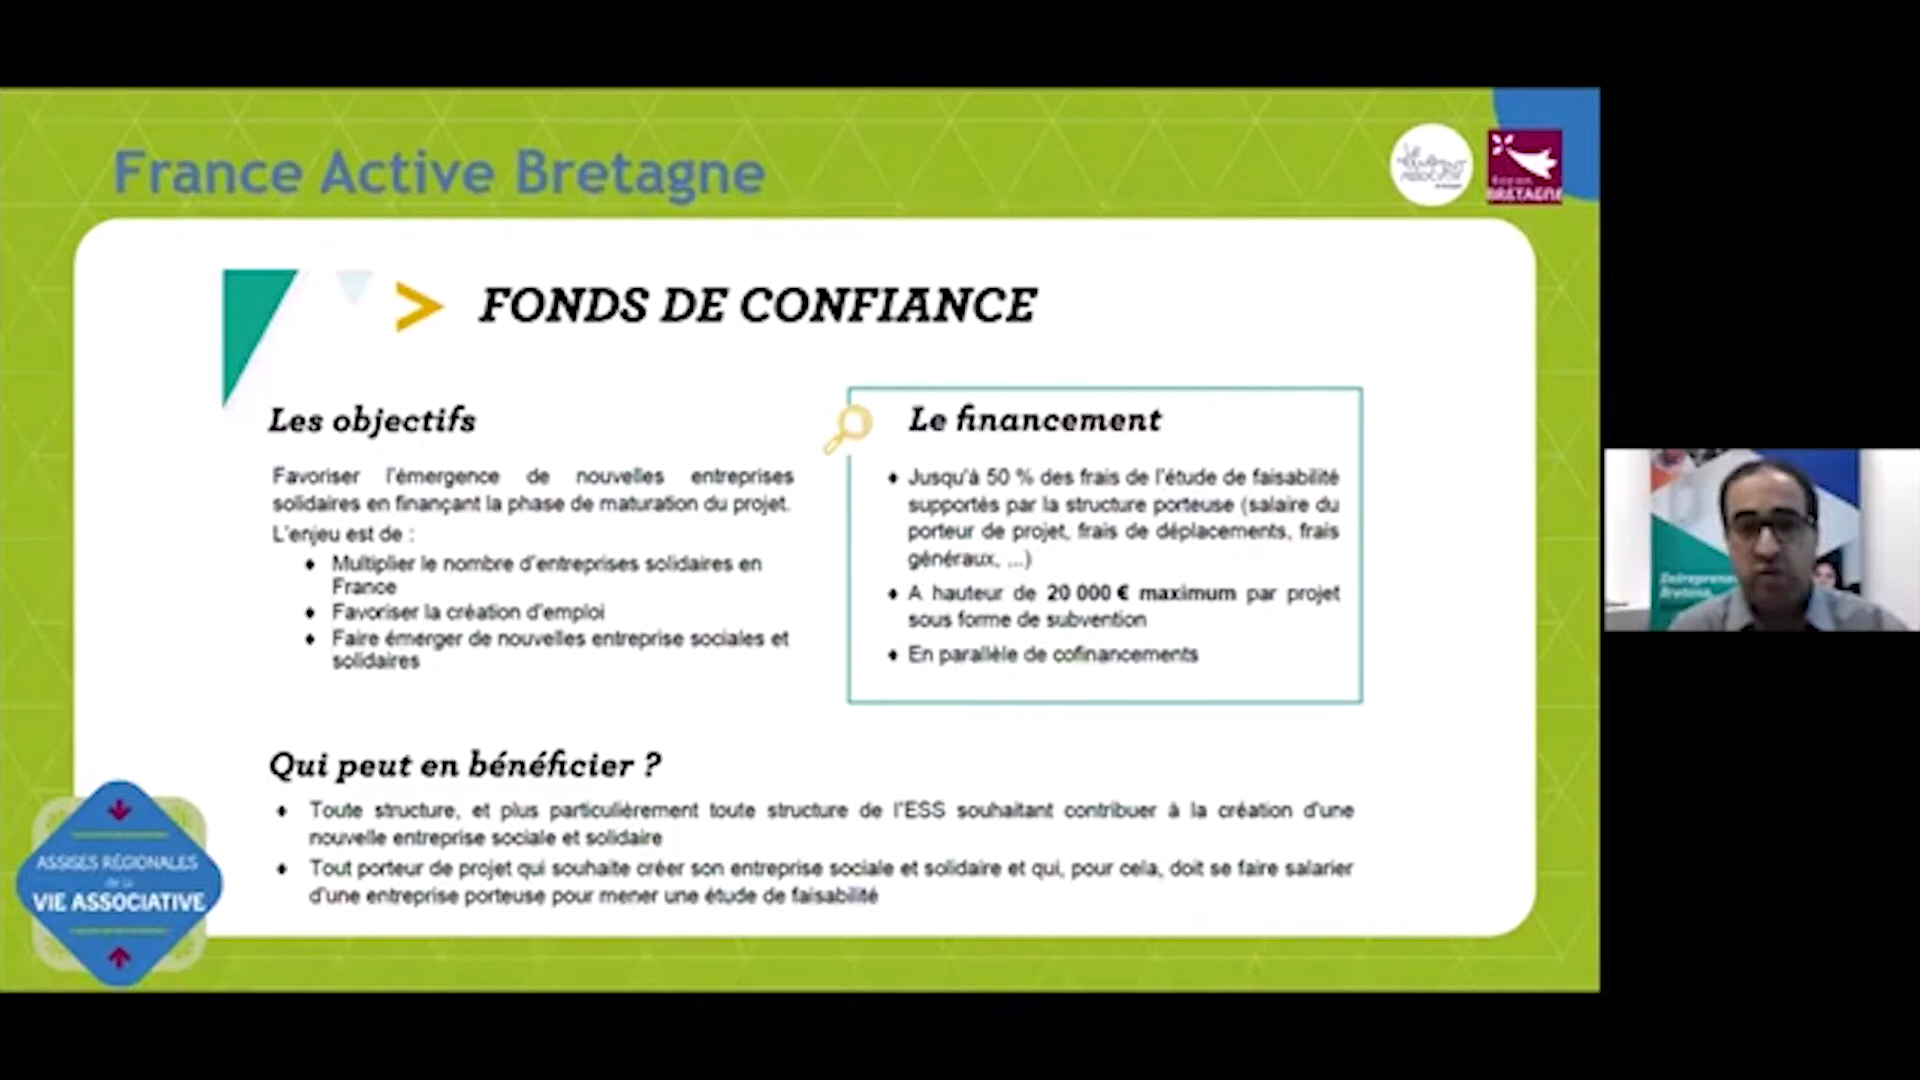 France Active Bretagne
BRETAGNE
> FONDS DE CONFIANCE
Les objectifs
Favoriser l'émergence de nouvelles entreprises
solidaires en finançant la phase de maturation du projet.
L'enjeu est de :
♦ Multiplier le nombre d'entreprises solidaires en
France
♦ Favoriser la création d'emploi
♦ Faire émerger de nouvelles entreprise sociales et
solidaires
Le financement
♦ Jusqu'à 50 % des frais de l'étude de faisabilité
supportés par la structure porteuse (salaire du
porteur de projet, frais de déplacements, frais
généraux, ...)
♦ A hauteur de 20 000 € maximum par projet
sous forme de subvention
♦ En parallèle de cofinancements
Qui peut en bénéficier ?
♦ Toute structure, et plus particulièrement toute structure de l'ESS souhaitant contribuer à la création d'une
nouvelle entreprise sociale et solidaire
♦ Tout porteur de projet qui souhaite créer son entreprise sociale et solidaire et qui, pour cela, doit se faire salarier
d'une entreprise porteuse pour mener une étude de faisabilité
ASSISES RÉGIONALES
de la
VIE ASSOCIATIVE